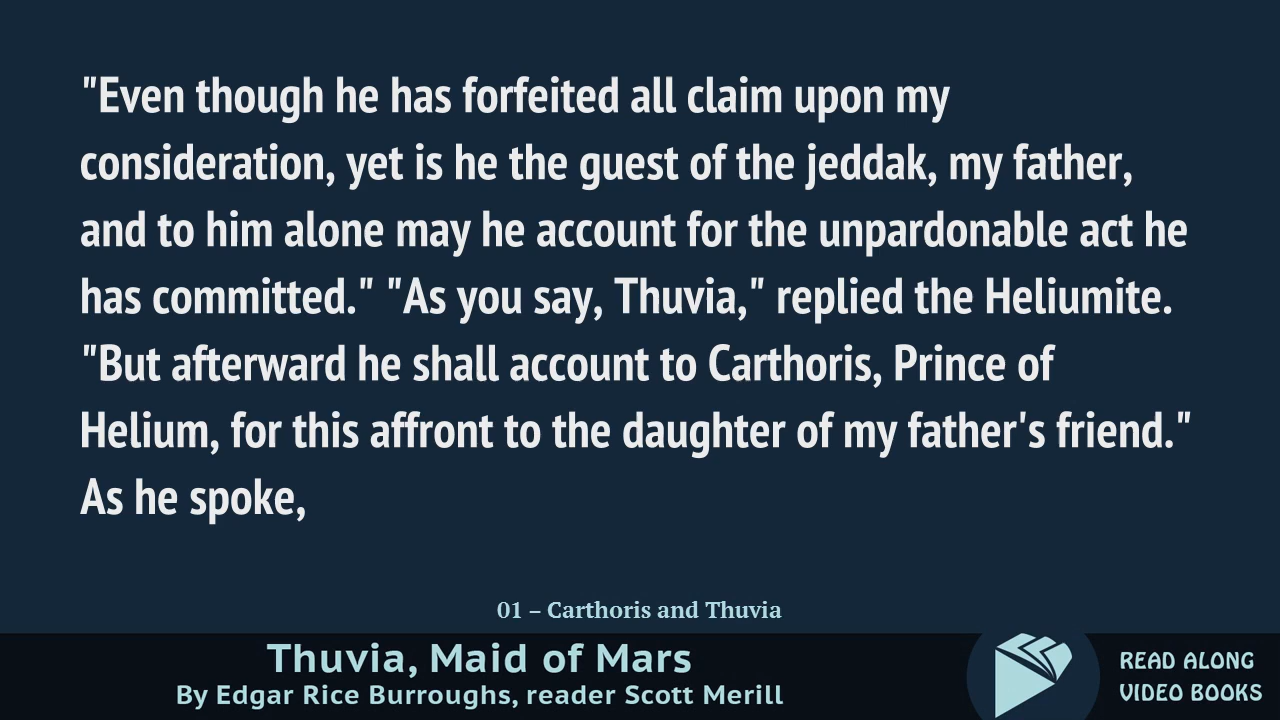 "Even though he has forfeited all claim upon my
consideration, yet is he the guest of the jeddak, my father,
and to him alone may he account for the unpardonable act he
has committed." "As you say, Thuvia," replied the Heliumite.
"But afterward he shall account to Carthoris, Prince of
Helium, for this affront to the daughter of my father's friend."
As he spoke,
01 – Carthoris and Thuvia
Thuvia, Maid of Mars
By Edgar Rice Burroughs, reader Scott Merill
READ ALONG
VIDEO BOOKS